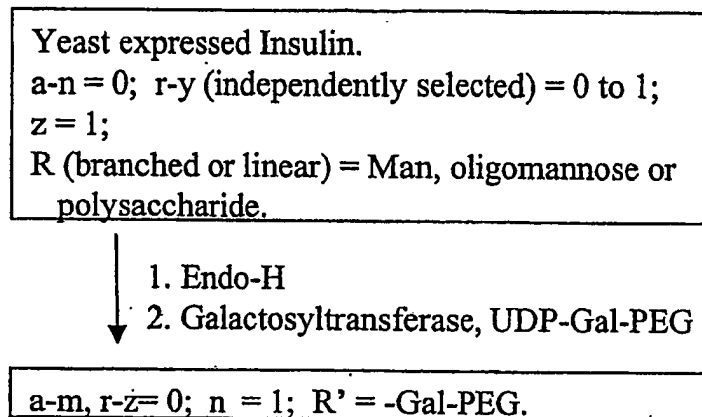 Yeast expressed Insulin.
a-n = 0; r-y (independently selected) = 0 to 1;
z = 1;
R (branched or linear) = Man, oligomannose or
polysaccharide.
1. Endo-H
2. Galactosyltransferase, UDP-Gal-PEG
a-m, r-z= 0; n = 1; R' = -Gal-PEG.